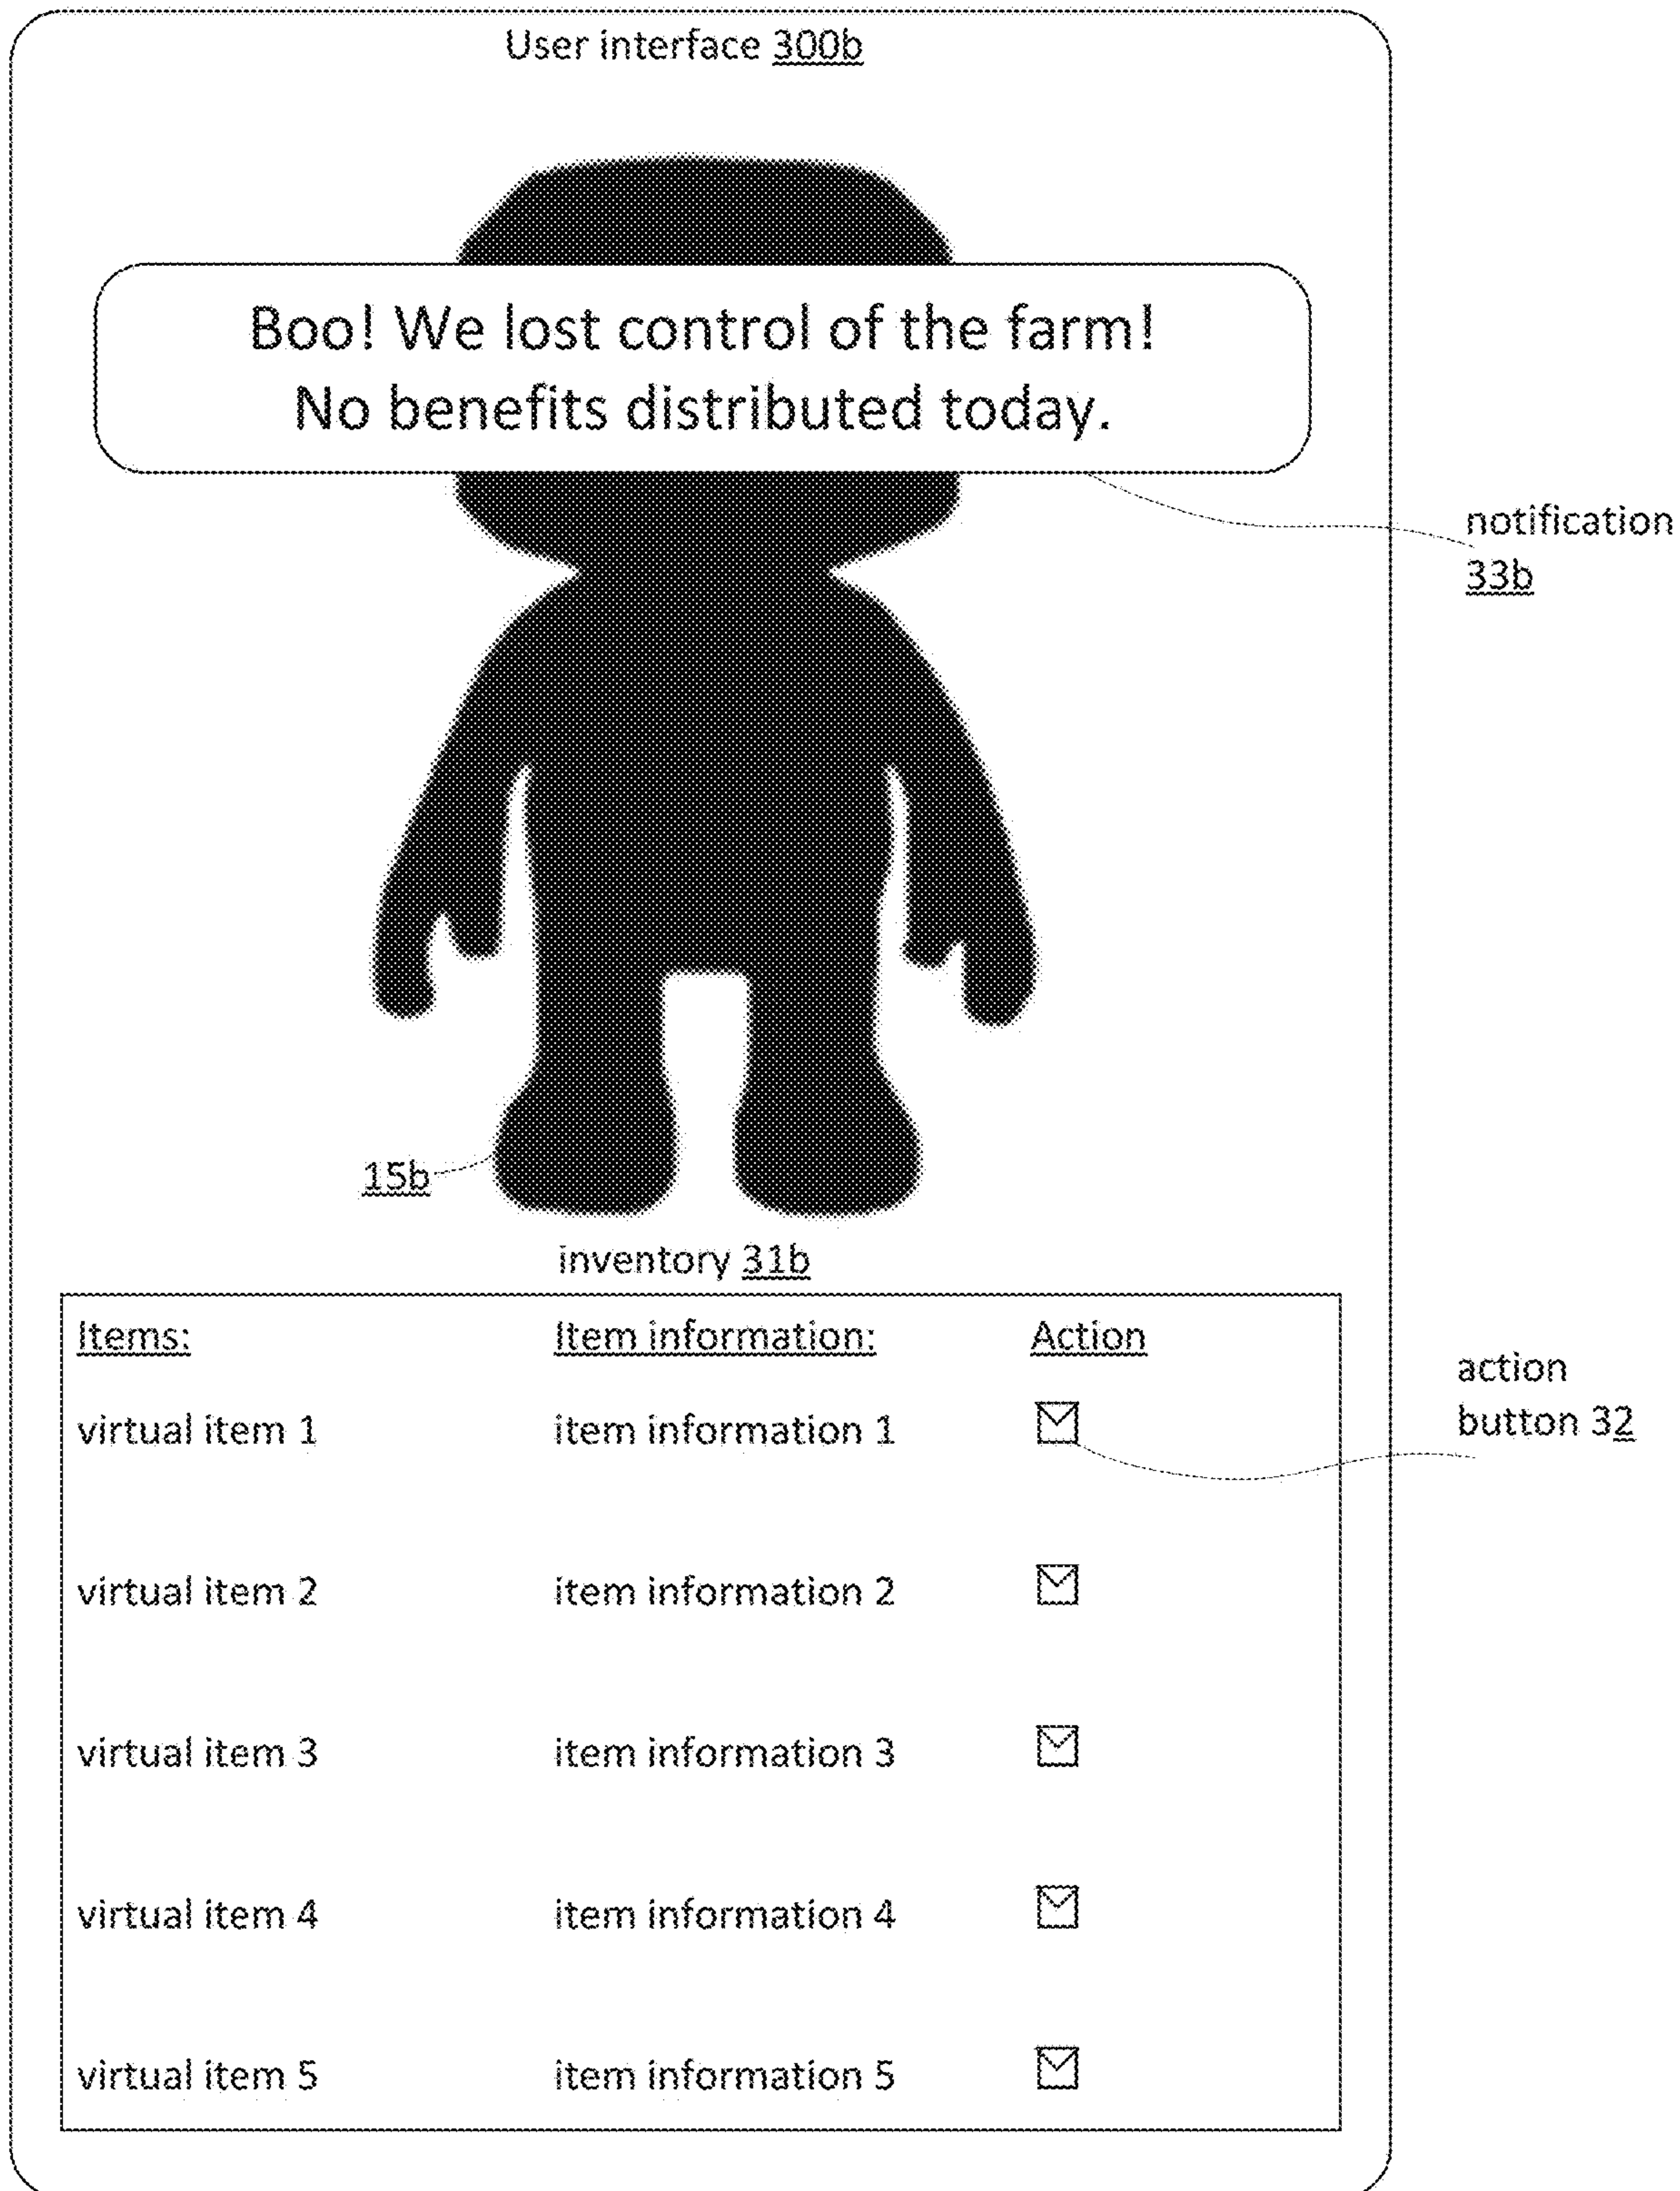 User interface 300b
Boo! We lost control of the farm!
No benefits distributed today.
notification
33b
15b
inventory 31b
Items: Item information: Action
action
button 32
virtual item 1 item information 1
virtual item 2 item information 2
virtual item 3 item information 3
virtual item 4 item information 4
virtual item 5 item information 5